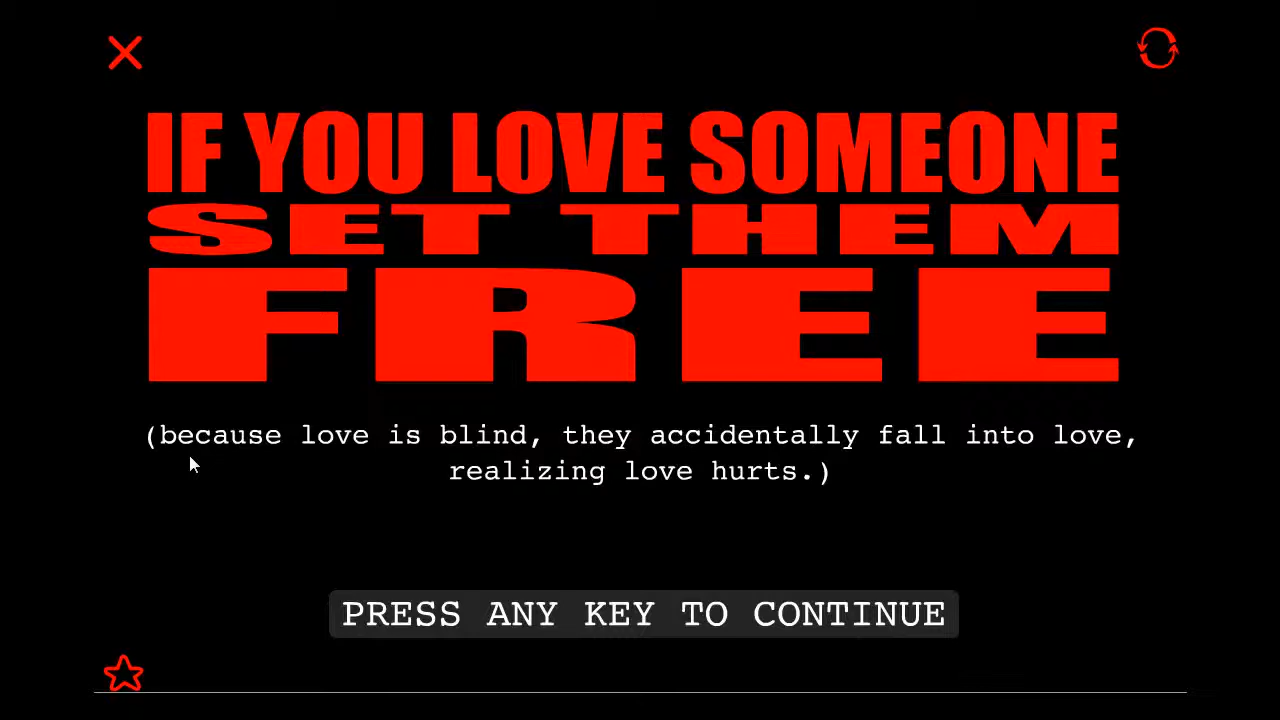 IF YOU LOVE SOMEONE
SET THEM
FREE
(because love is blind, they accidentally fall into love,
realizing love hurts.)
PRESS ANY KEY TO CONTINUE